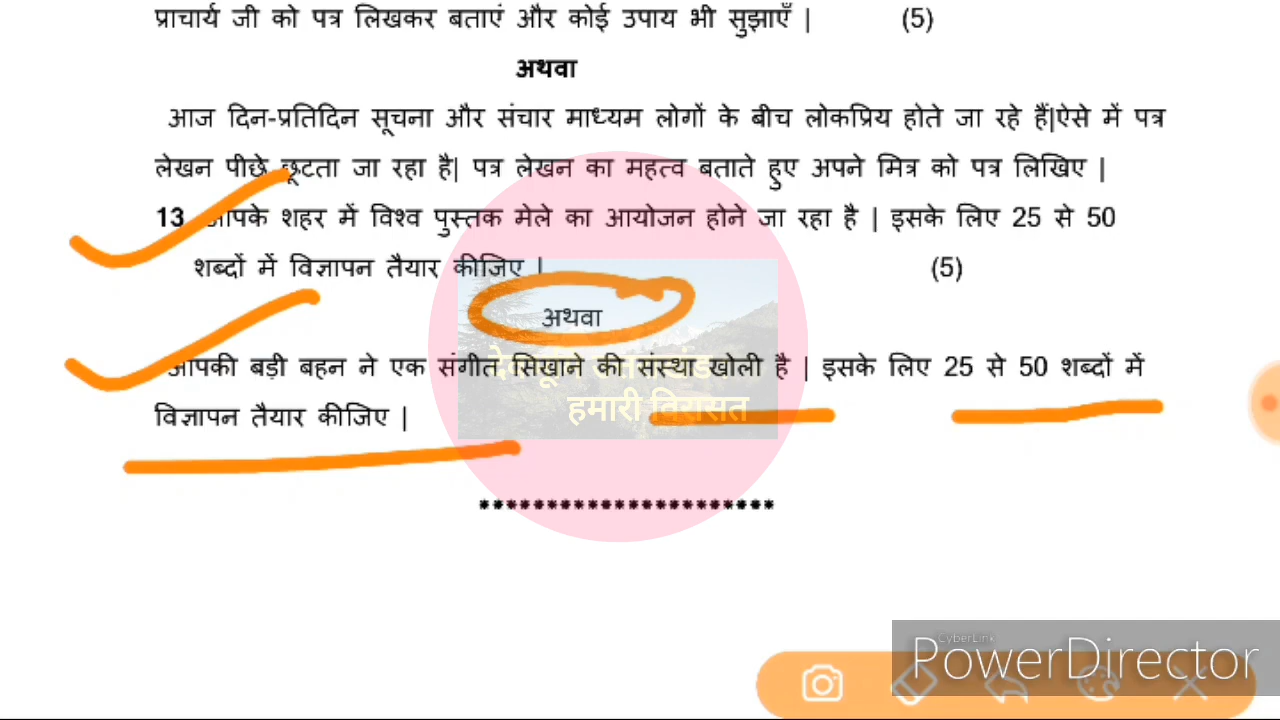 प्राचार्य जी को पत्र लिखकर बताएं और कोई उपाय भी सुझाएँ | (5)
अथवा
आज दिन-प्रतिदिन सूचना और संचार माध्यम लोगों के बीच लोकप्रिय होते जा रहे हैं|ऐसे में पत्र
लेखन पीछे छूटता जा रहा है| पत्र लेखन का महत्व बताते हुए अपने मित्र को पत्र लिखिए |
13 आपके शहर में विश्व पुस्तक मेले का आयोजन होने जा रहा है | इसके लिए 25 से 50
शब्दों में विज्ञापन तैयार कीजिए | (5)
अथवा
आपकी बड़ी बहन ने एक संगीत सिखाने की संस्था खोली है | इसके लिए 25 से 50 शब्दों में
हमारी विरासत
विज्ञापन तैयार कीजिए |
**********************
CyberLink
PowerDirector